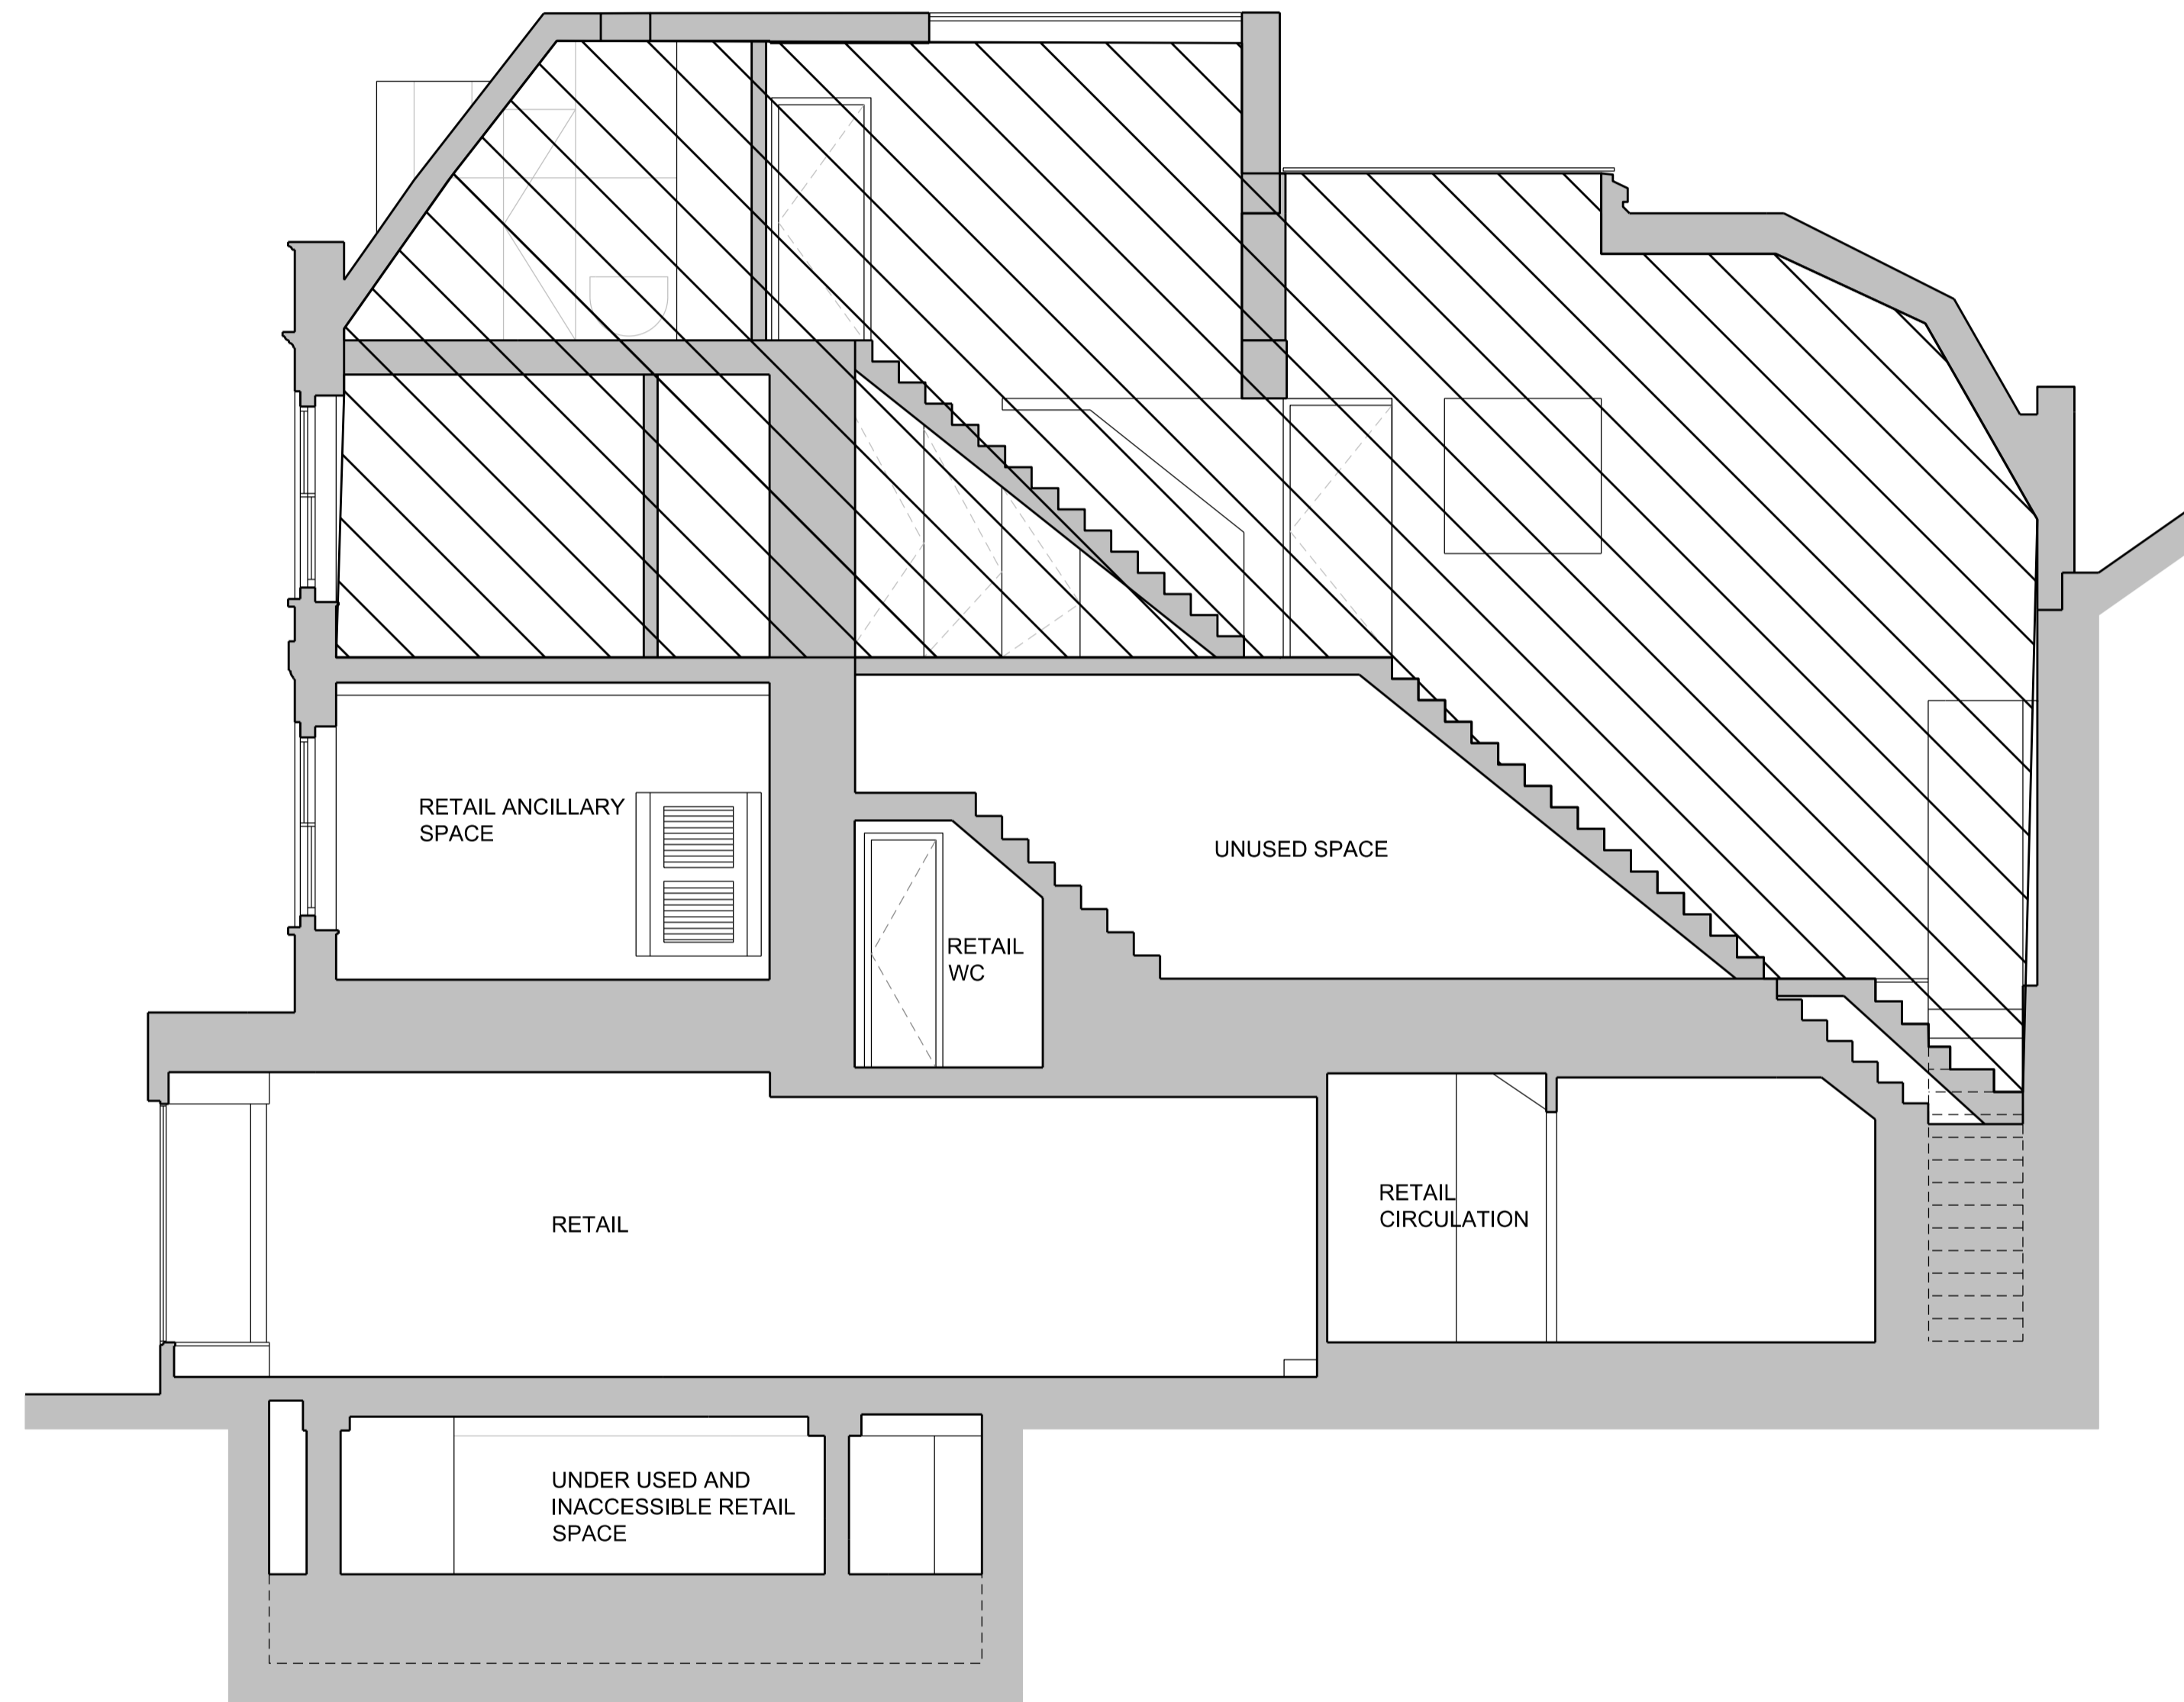 RETAIL ANCILLARY
SPACE
UNUSED SPACE
RETAIL
WC
RETAIL
CIRCULATION
RETAIL
UNDER USED AND
INACCESSIBLE RETAIL
SPACE